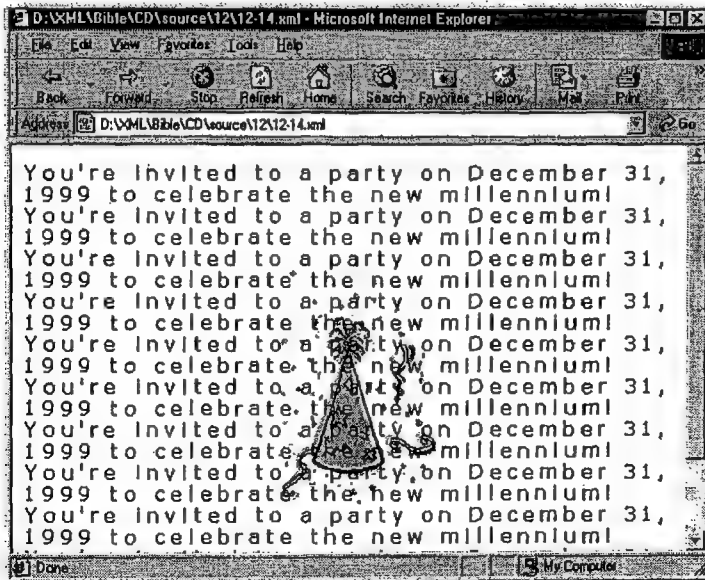 D:\XML\Bible\CD\source\12\12-14.xml - Microsoft Internet Explorer
File Edit View Favorites Tools Help
Back Forward Stop Refresh Home Search Favorites History Mail Print
Address D:\XML\Bible\CD\source\12\12-14.xml Go
You're invited to a party on December 31,
1999 to celebrate the new millennium!
You're invited to a party on December 31,
1999 to celebrate the new millennium!
You're invited to a party on December 31,
1999 to celebrate the new millennium!
You're invited to a party on December 31,
1999 to celebrate the new millennium!
You're invited to a party on December 31,
1999 to celebrate the new millennium!
You're invited to a party on December 31,
1999 to celebrate the new millennium!
You're invited to a party on December 31,
1999 to celebrate the new millennium!
You're invited to a party on December 31,
1999 to celebrate the new millennium!
You're invited to a party on December 31,
1999 to celebrate the new millennium!
Done My Computer